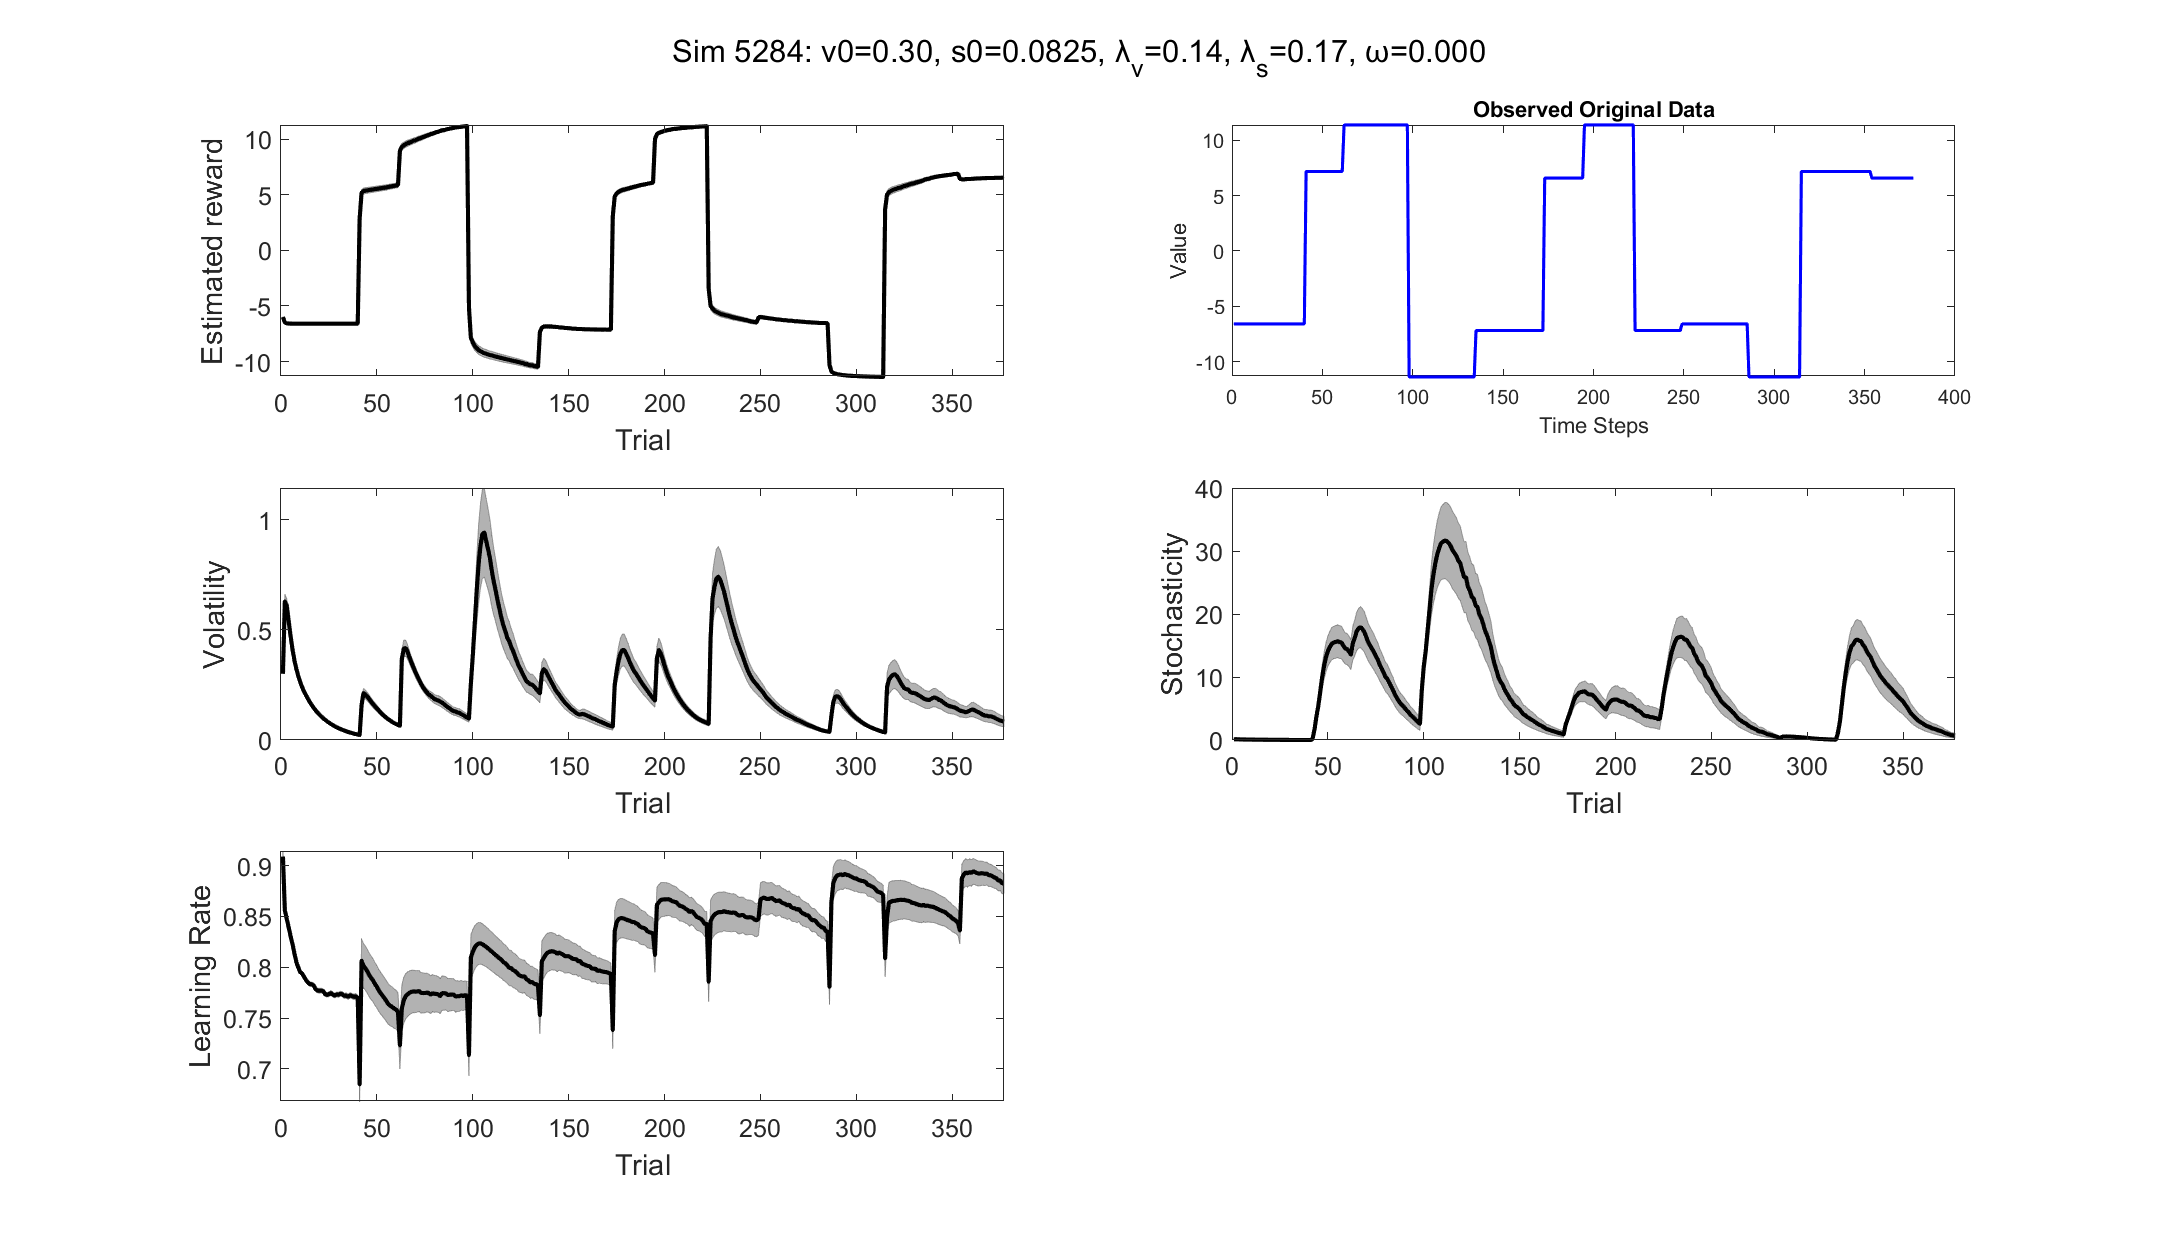 Sim 5284: v0=0.30, s0=0.0825, λ_v=0.14, λ_s=0.17, ω=0.000
Estimated reward
10
5
0
-5
-10
0 50 100 150 200 250 300 350
Trial
Observed Original Data
Value
10
5
0
-5
-10
0 50 100 150 200 250 300 350 400
Time Steps
Volatility
1
0.5
0
0 50 100 150 200 250 300 350
Trial
Stochasticity
40
30
20
10
0
0 50 100 150 200 250 300 350
Trial
Learning Rate
0.9
0.85
0.8
0.75
0.7
0 50 100 150 200 250 300 350
Trial